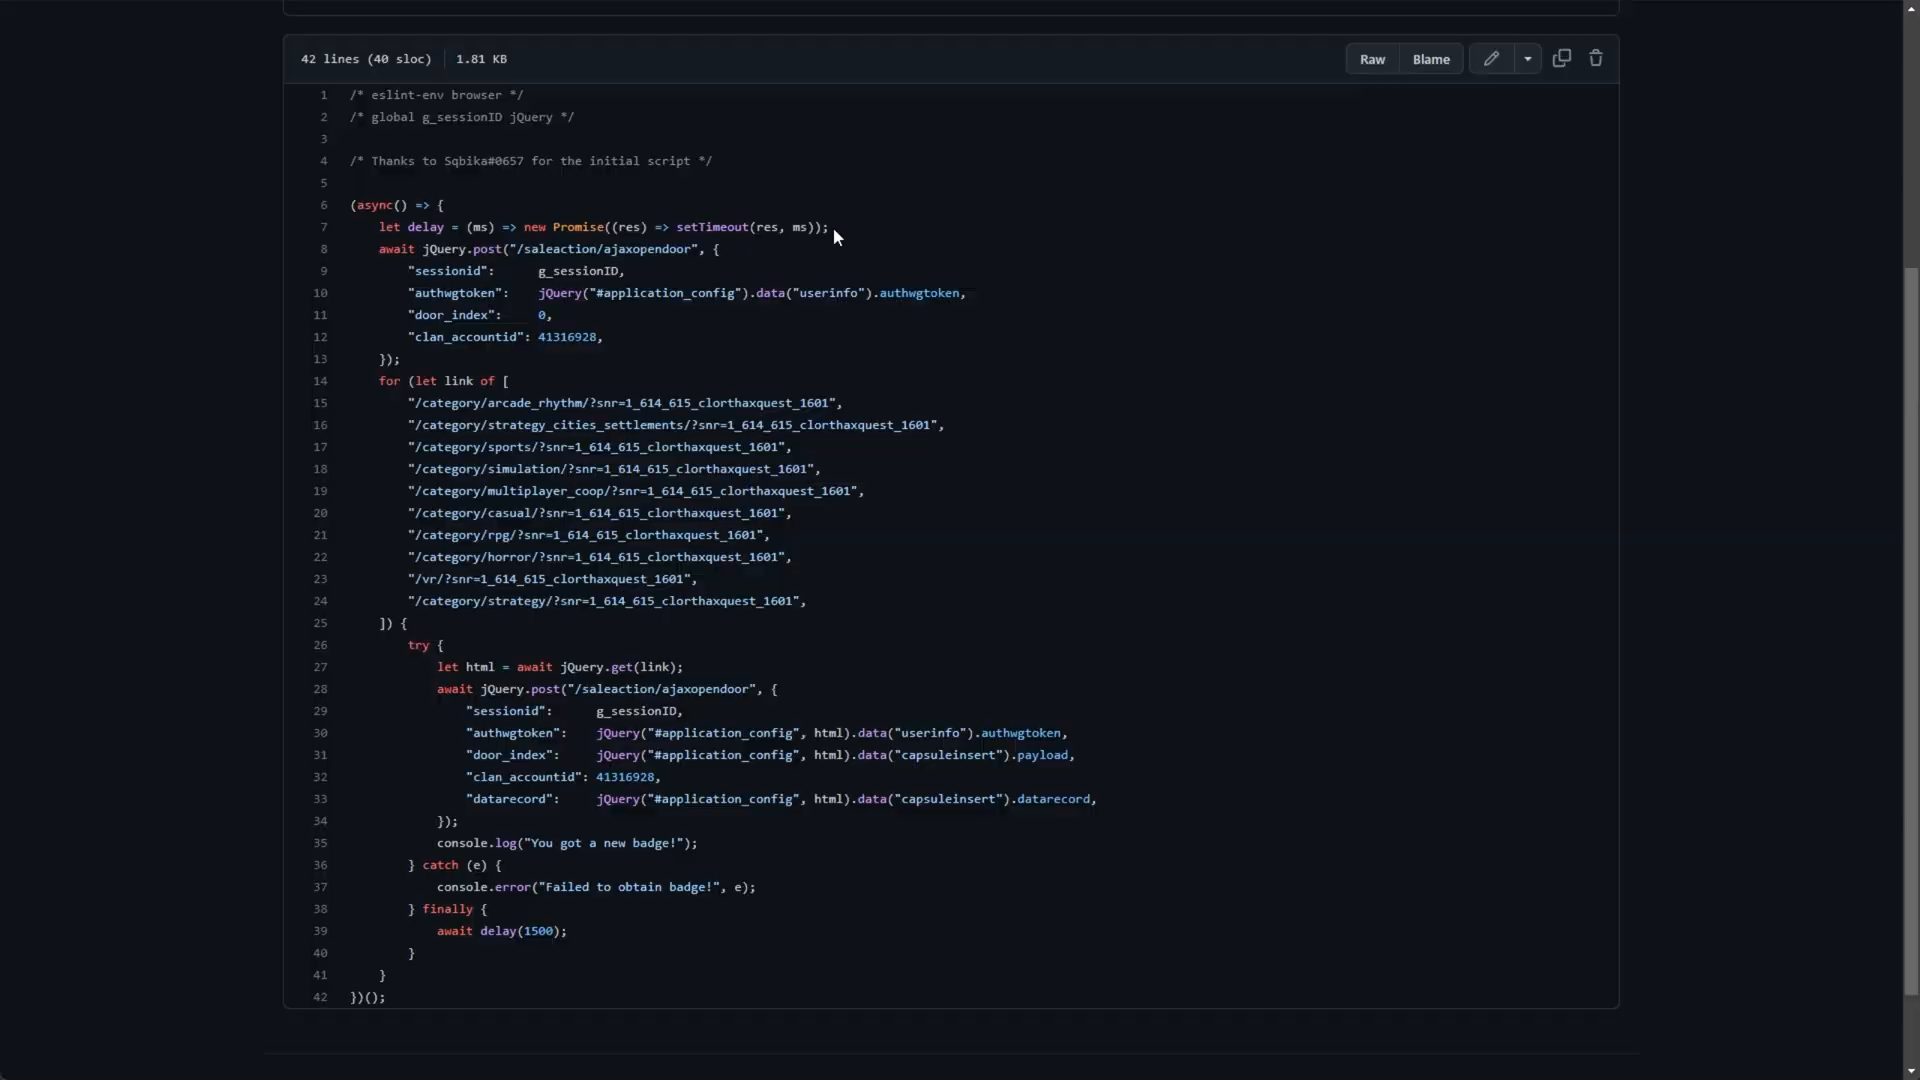 42 lines (40 sloc) 1.81 KB Raw Blame
1 /* eslint-env browser */
2 /* global g_sessionID jQuery */
3
4 /* Thanks to Sqbika#0657 for the initial script */
5
6 (async() => {
7     let delay = (ms) => new Promise((res) => setTimeout(res, ms));
8     await jQuery.post("/saleaction/ajaxopendoor", {
9         "sessionid":      g_sessionID,
10         "authwgtoken":    jQuery("#application_config").data("userinfo").authwgtoken,
11         "door_index":     0,
12         "clan_accountid": 41316928,
13     });
14     for (let link of [
15         "/category/arcade_rhythm/?snr=1_614_615_clorthaxquest_1601",
16         "/category/strategy_cities_settlements/?snr=1_614_615_clorthaxquest_1601",
17         "/category/sports/?snr=1_614_615_clorthaxquest_1601",
18         "/category/simulation/?snr=1_614_615_clorthaxquest_1601",
19         "/category/multiplayer_coop/?snr=1_614_615_clorthaxquest_1601",
20         "/category/casual/?snr=1_614_615_clorthaxquest_1601",
21         "/category/rpg/?snr=1_614_615_clorthaxquest_1601",
22         "/category/horror/?snr=1_614_615_clorthaxquest_1601",
23         "/vr/?snr=1_614_615_clorthaxquest_1601",
24         "/category/strategy/?snr=1_614_615_clorthaxquest_1601",
25     ]) {
26         try {
27             let html = await jQuery.get(link);
28             await jQuery.post("/saleaction/ajaxopendoor", {
29                 "sessionid":      g_sessionID,
30                 "authwgtoken":    jQuery("#application_config", html).data("userinfo").authwgtoken,
31                 "door_index":     jQuery("#application_config", html).data("capsuleinsert").payload,
32                 "clan_accountid": 41316928,
33                 "datarecord":     jQuery("#application_config", html).data("capsuleinsert").datarecord,
34             });
35             console.log("You got a new badge!");
36         } catch (e) {
37             console.error("Failed to obtain badge!", e);
38         } finally {
39             await delay(1500);
40         }
41     }
42 })();